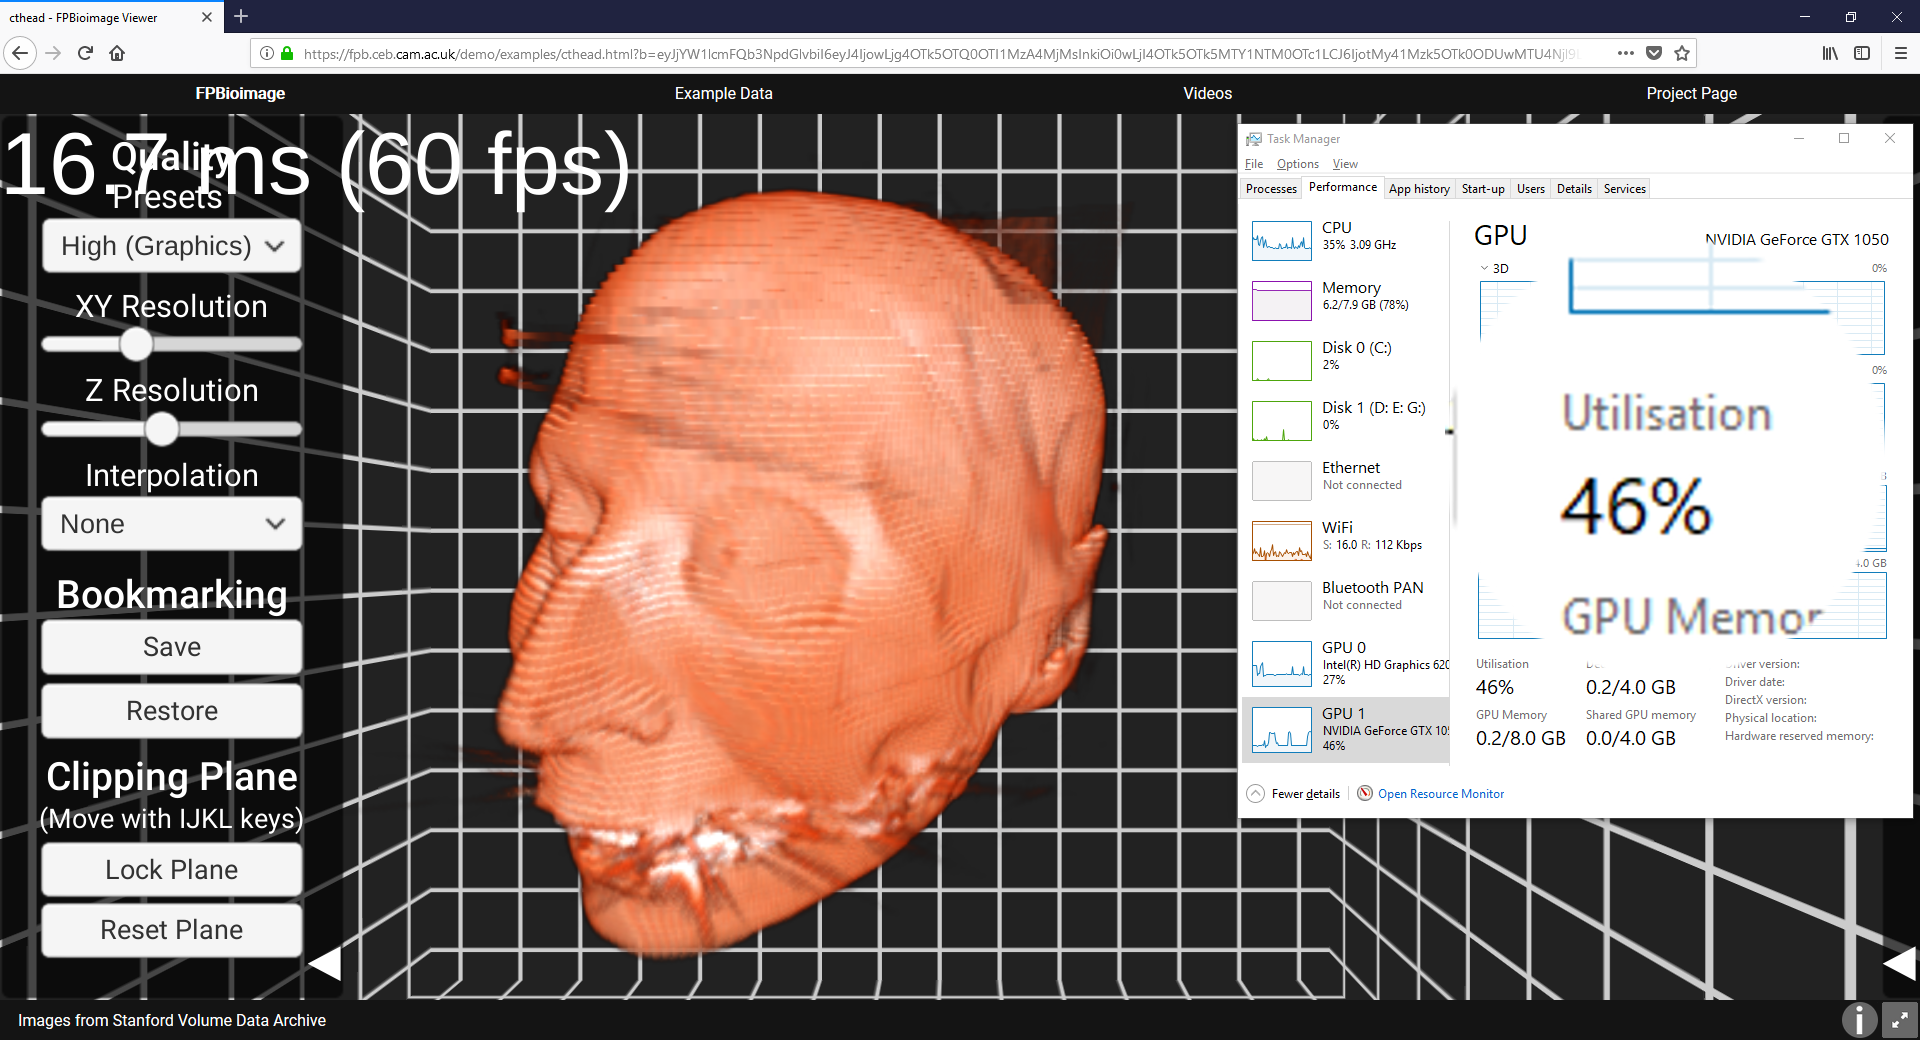 cthead - FPBioimage Viewer
https://fpb.ceb.cam.ac.uk/demo/examples/cthead.html?b=
FPBioimage
Example Data
Videos
Project Page
16.7 ms (60 fps)
Quality
Presets
High (Graphics)
XY Resolution
Z Resolution
Interpolation
None
Bookmarking
Save
Restore
Clipping Plane
(Move with IJKL keys)
Lock Plane
Reset Plane
Task Manager
File Options View
Processes Performance App history Start-up Users Details Services
CPU
35% 3.09 GHz
Memory
6.2/7.9 GB (78%)
Disk 0 (C:)
2%
Disk 1 (D: E: G:)
0%
Ethernet
Not connected
WiFi
S: 16.0 R: 112 Kbps
Bluetooth PAN
Not connected
GPU 0
Intel(R) HD Graphics 620
27%
GPU 1
NVIDIA GeForce GTX 10
46%
GPU
NVIDIA GeForce GTX 1050
3D
0%
0%
Utilisation
46%
GPU Memor
4.0 GB
Utilisation
46%
0.2/4.0 GB
GPU Memory
0.2/8.0 GB
Shared GPU memory
0.0/4.0 GB
version:
Driver date:
DirectX version:
Physical location:
Hardware reserved memory:
Fewer details
Open Resource Monitor
Images from Stanford Volume Data Archive